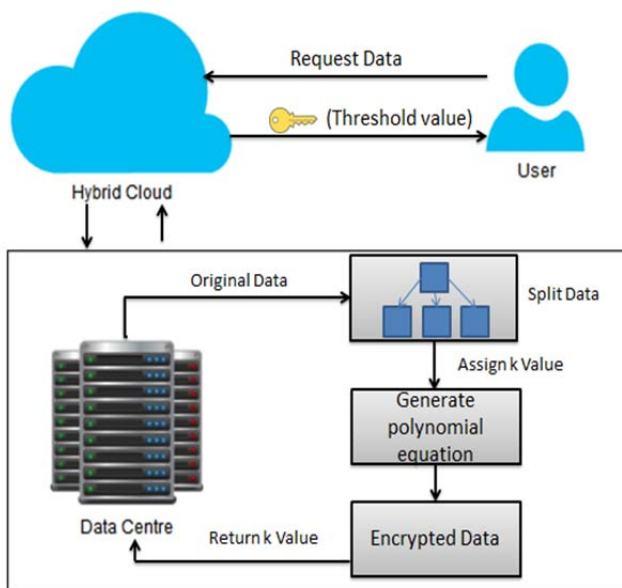 Request Data
(Threshold value)
User
Hybrid Cloud
Original Data
Split Data
Assign k Value
Generate
polynomial
equation
Encrypted Data
Return k Value
Data Centre